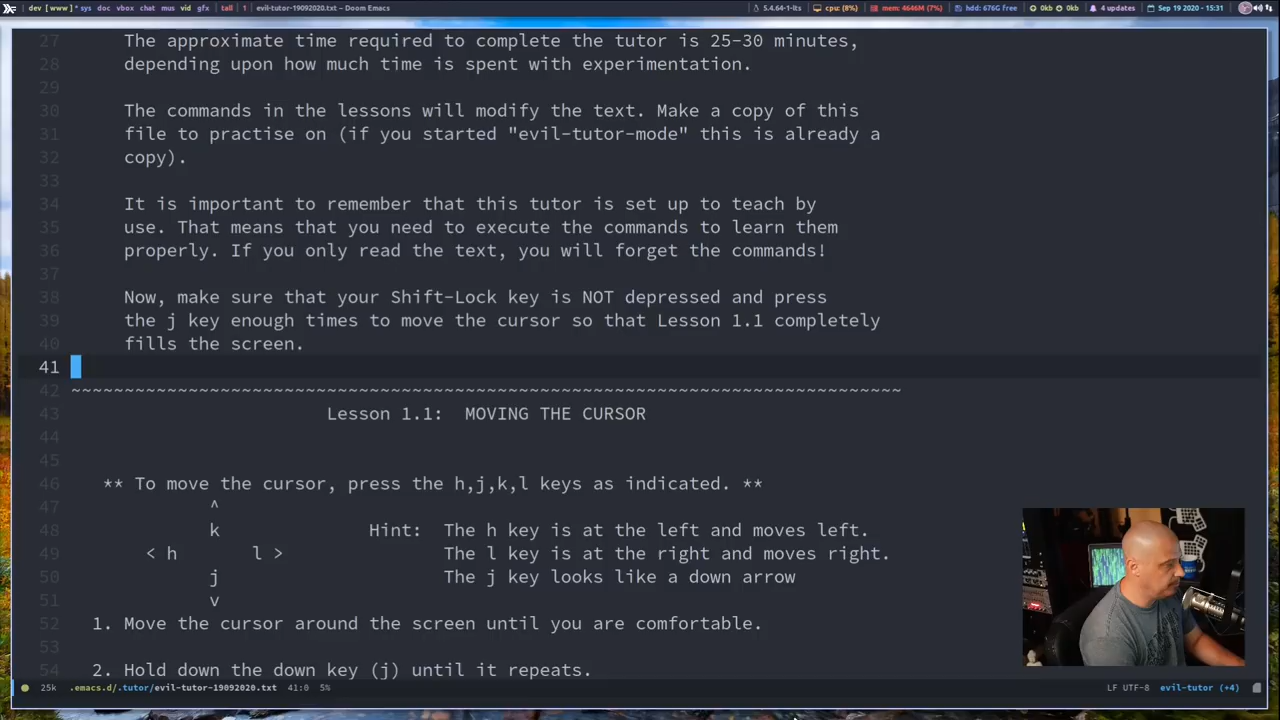 dev [ www ] * sys doc vbox chat mus vid gfx | tall | 1 | evil-tutor-19092020.txt – Doom Emacs 5.4.64-1-lts cpu: (8%) mem: 4646M (7%) hdd: 676G free 0kb 0kb 4 updates Sep 19 2020 - 15:31
27 The approximate time required to complete the tutor is 25-30 minutes,
28 depending upon how much time is spent with experimentation.
29
30 The commands in the lessons will modify the text. Make a copy of this
31 file to practise on (if you started "evil-tutor-mode" this is already a
32 copy).
33
34 It is important to remember that this tutor is set up to teach by
35 use. That means that you need to execute the commands to learn them
36 properly. If you only read the text, you will forget the commands!
37
38 Now, make sure that your Shift-Lock key is NOT depressed and press
39 the j key enough times to move the cursor so that Lesson 1.1 completely
40 fills the screen.
41
42 ~~~~~~~~~~~~~~~~~~~~~~~~~~~~~~~~~~~~~~~~~~~~~~~~~~~~~~~~~~~~~~~~~~~~~~~~~~~~~~
43 Lesson 1.1: MOVING THE CURSOR
44
45
46 ** To move the cursor, press the h,j,k,l keys as indicated. **
47 ^
48 k Hint: The h key is at the left and moves left.
49 < h l > The l key is at the right and moves right.
50 j The j key looks like a down arrow
51 v
52 1. Move the cursor around the screen until you are comfortable.
53
54 2. Hold down the down key (j) until it repeats.
25k .emacs.d/.tutor/evil-tutor-19092020.txt 41:0 5% LF UTF-8 evil-tutor (+4)